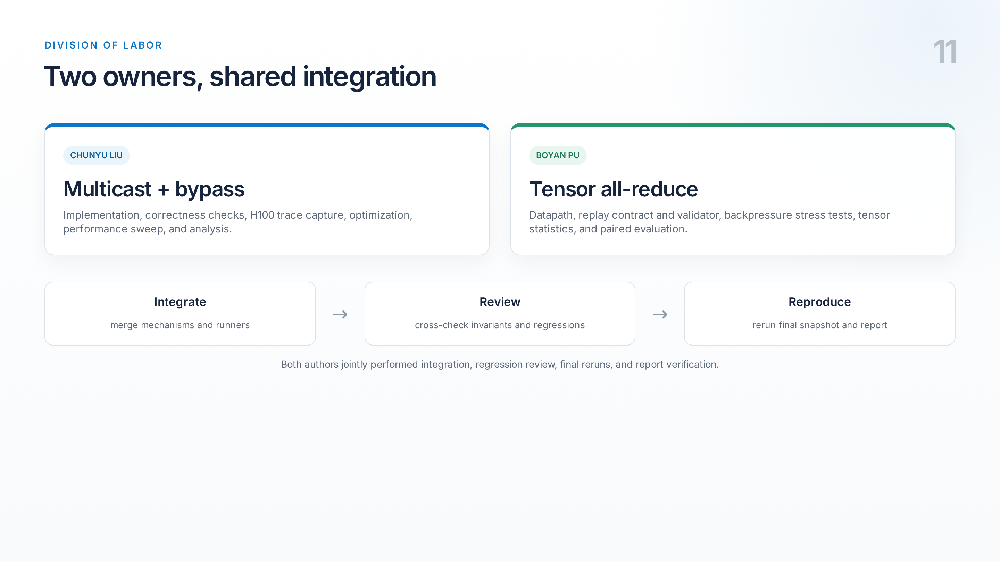 DIVISION OF LABOR
11
Two owners, shared integration
CHUNYU LIU
Multicast + bypass
Implementation, correctness checks, H100 trace capture, optimization,
performance sweep, and analysis.
BOYAN PU
Tensor all-reduce
Datapath, replay contract and validator, backpressure stress tests, tensor
statistics, and paired evaluation.
Integrate
merge mechanisms and runners
→
Review
cross-check invariants and regressions
→
Reproduce
rerun final snapshot and report
Both authors jointly performed integration, regression review, final reruns, and report verification.